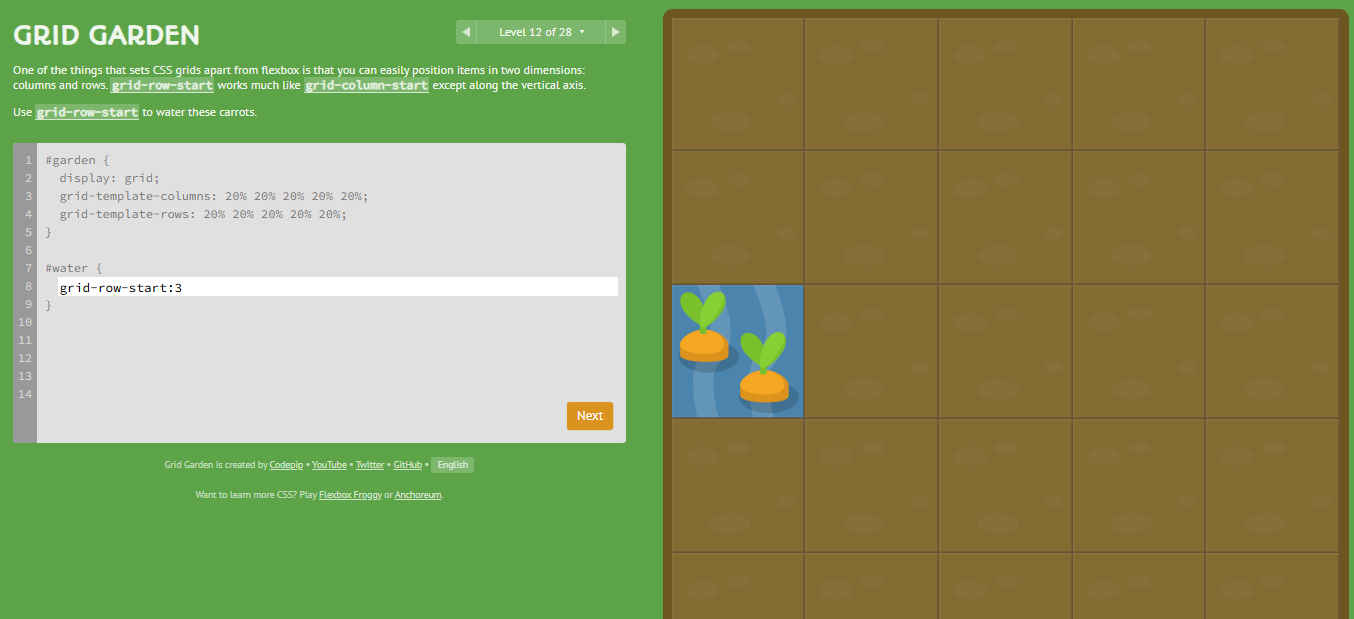 GRID GARDEN
◀ Level 12 of 28 ▾ ▶
One of the things that sets CSS grids apart from flexbox is that you can easily position items in two dimensions:
columns and rows. grid-row-start works much like grid-column-start except along the vertical axis.
Use grid-row-start to water these carrots.
1 #garden {
2   display: grid;
3   grid-template-columns: 20% 20% 20% 20% 20%;
4   grid-template-rows: 20% 20% 20% 20% 20%;
5 }
6
7 #water {
8   grid-row-start:3
9 }
10
11
12
13
14
Next
Grid Garden is created by Codepip • YouTube • Twitter • GitHub • English
Want to learn more CSS? Play Flexbox Froggy or Anchoreum.